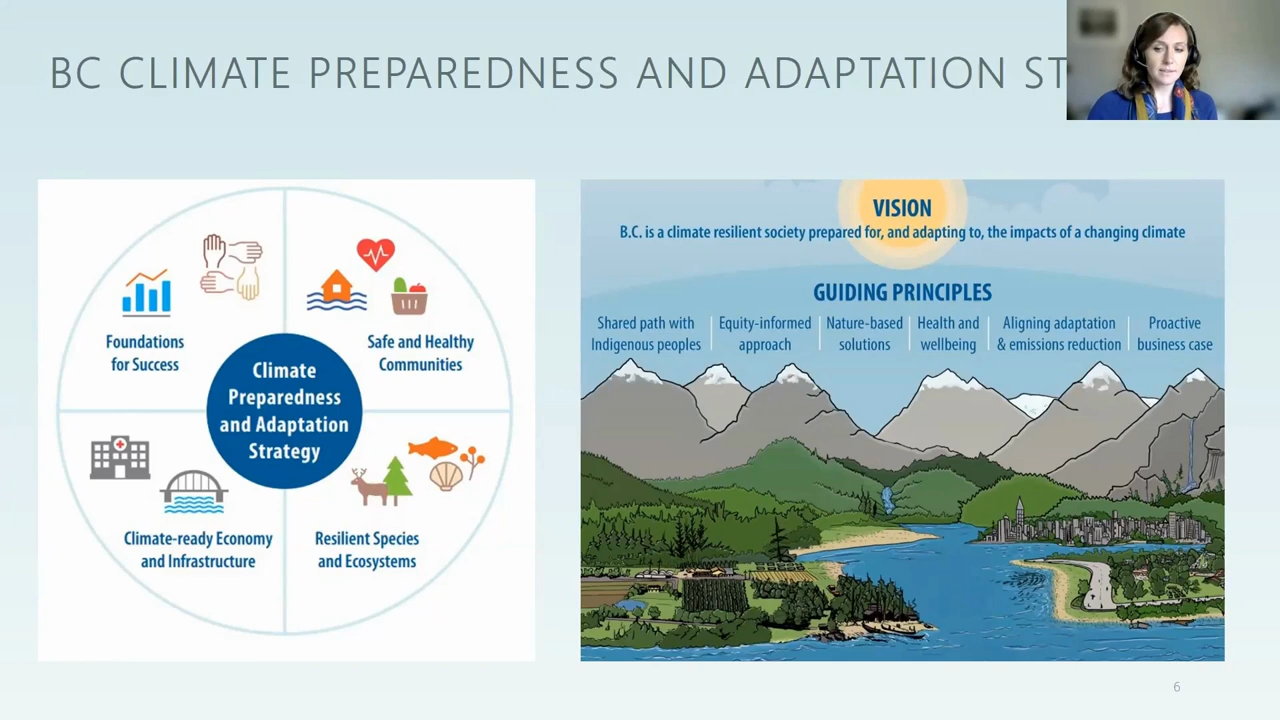 BC CLIMATE PREPAREDNESS AND ADAPTATION ST
Foundations
for Success
Safe and Healthy
Communities
Climate
Preparedness
and Adaptation
Strategy
Climate-ready Economy
and Infrastructure
Resilient Species
and Ecosystems
VISION
B.C. is a climate resilient society prepared for, and adapting to, the impacts of a changing climate
GUIDING PRINCIPLES
Shared path with
Indigenous peoples
Equity-informed
approach
Nature-based
solutions
Health and
wellbeing
Aligning adaptation
& emissions reduction
Proactive
business case
6